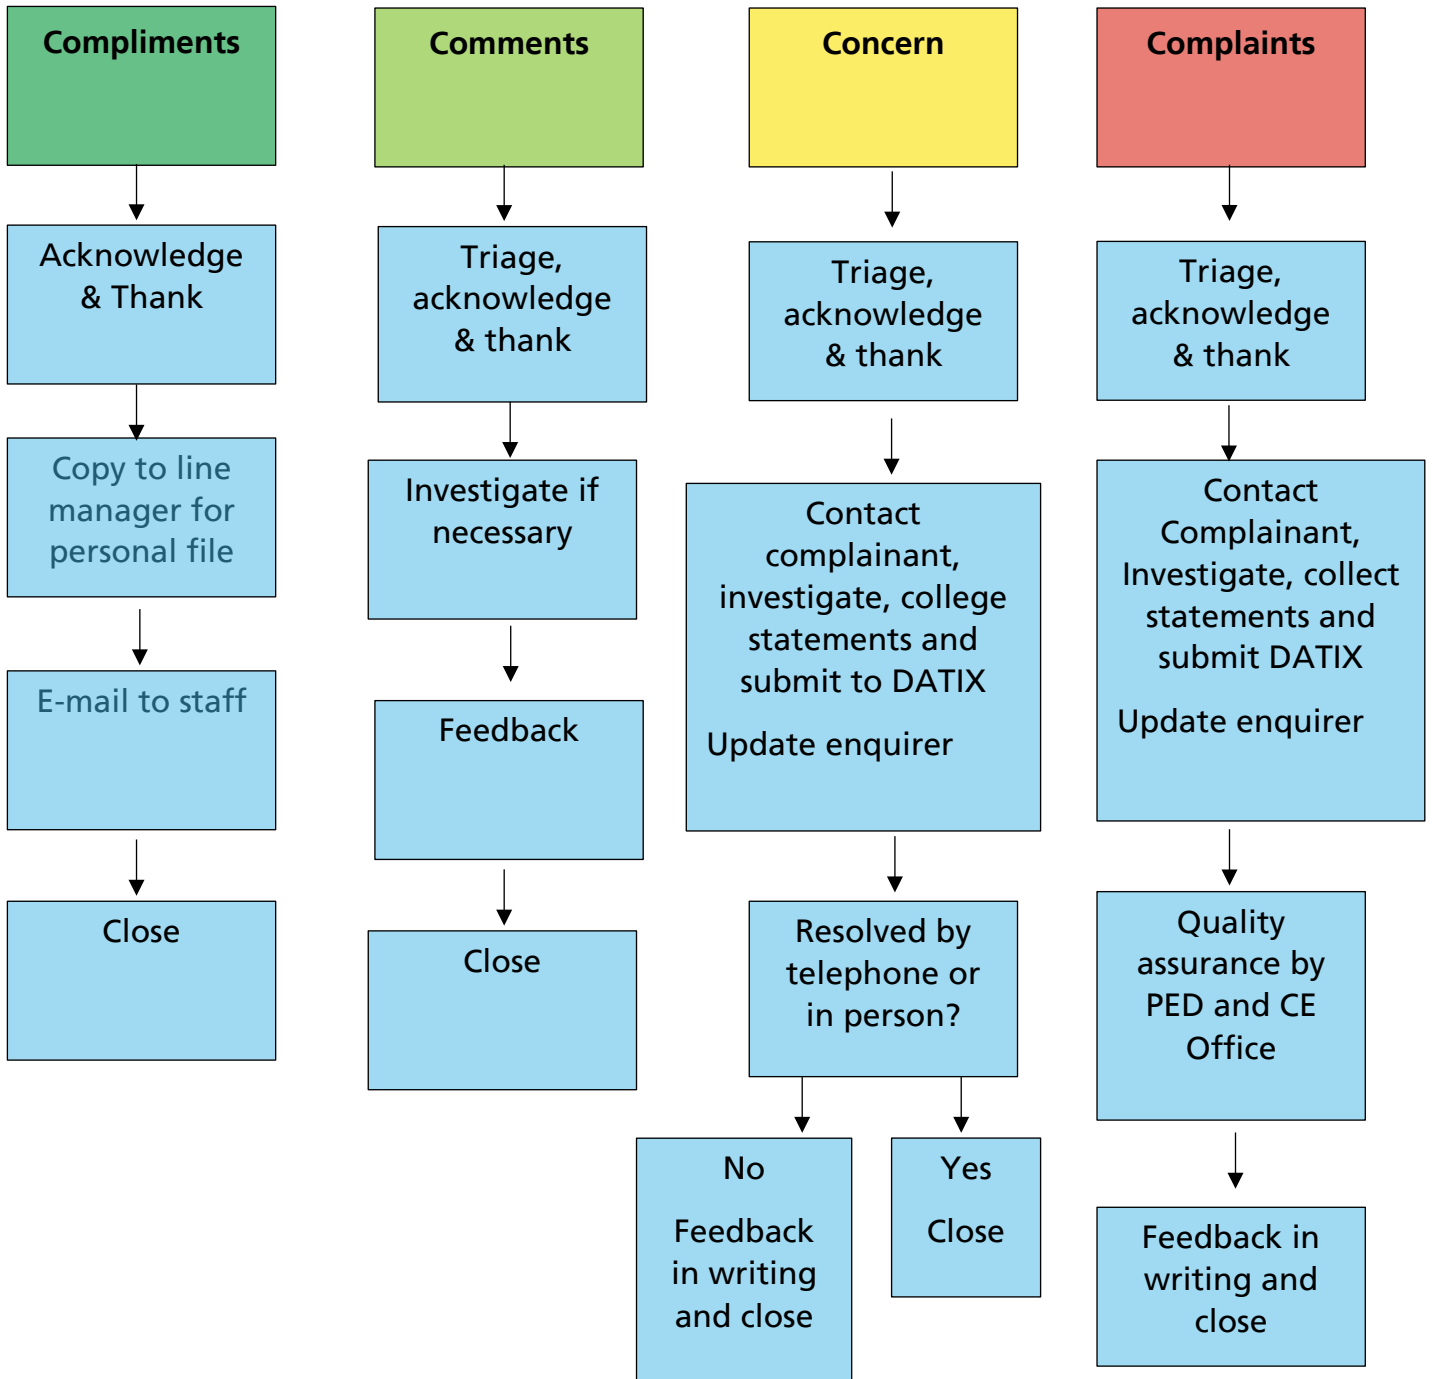 Compliments
Acknowledge
& Thank
Copy to line
manager for
personal file
E-mail to staff
Close
Comments
Triage,
acknowledge
& thank
Investigate if
necessary
Feedback
Close
Concern
Triage,
acknowledge
& thank
Contact
complainant,
investigate, college
statements and
submit to DATIX
Update enquirer
Resolved by
telephone or
in person?
No
Feedback
in writing
and close
Yes
Close
Complaints
Triage,
acknowledge
& thank
Contact
Complainant,
Investigate, collect
statements and
submit DATIX
Update enquirer
Quality
assurance by
PED and CE
Office
Feedback in
writing and
close